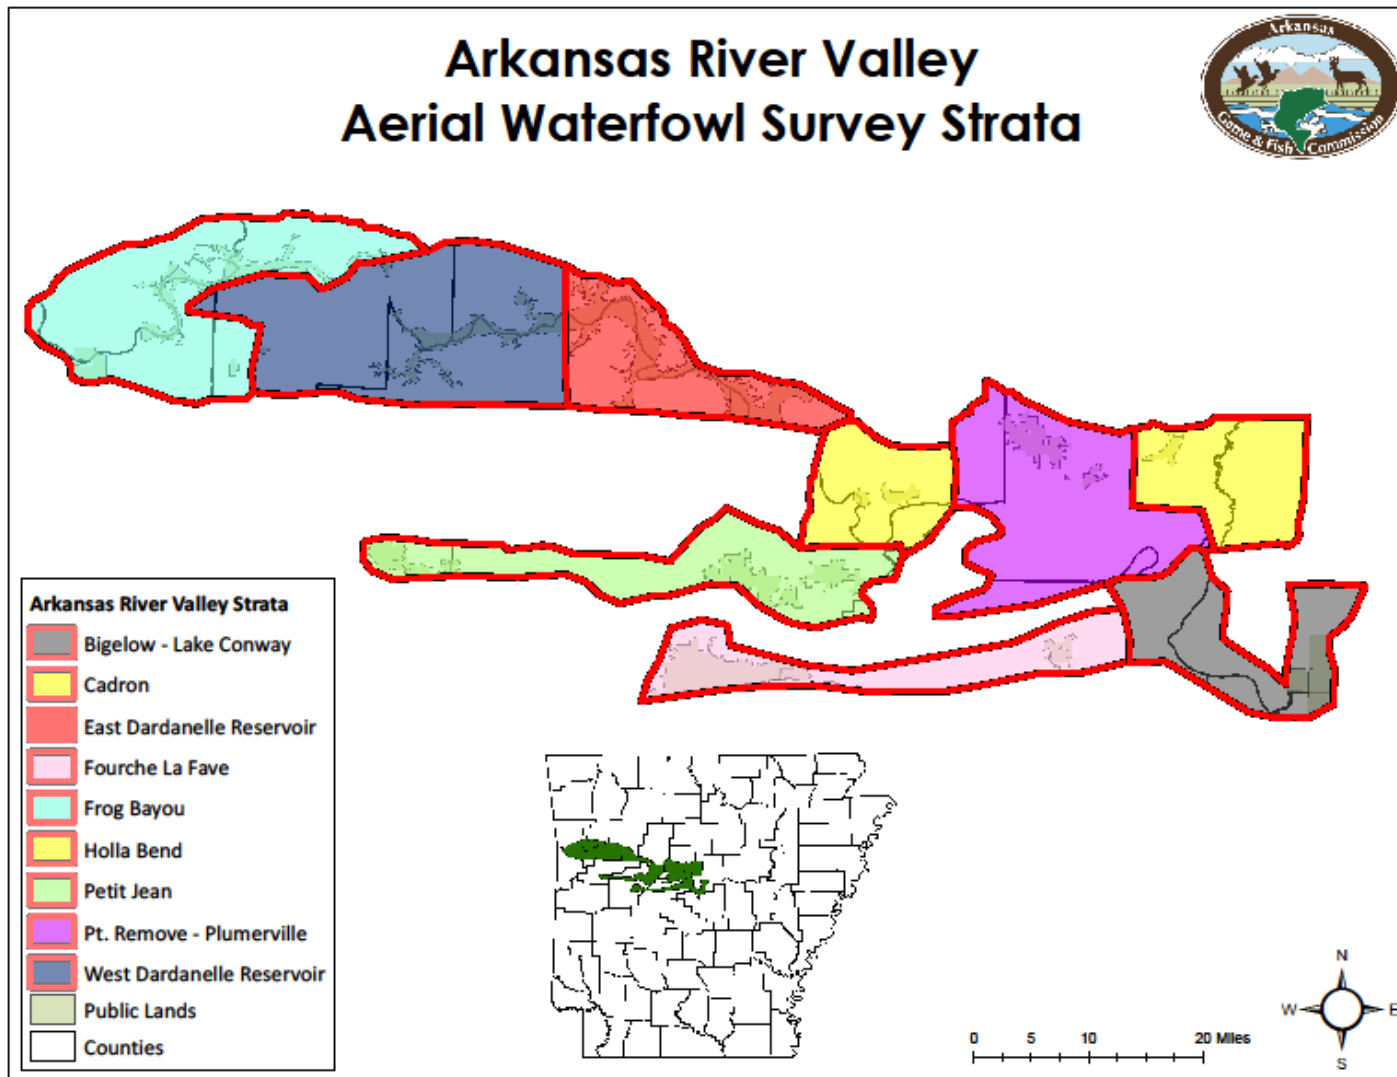 Arkansas River Valley
Aerial Waterfowl Survey Strata
Arkansas
Game & Fish Commission
Arkansas River Valley Strata
Bigelow - Lake Conway
Cadron
East Dardanelle Reservoir
Fourche La Fave
Frog Bayou
Holla Bend
Petit Jean
Pt. Remove - Plumerville
West Dardanelle Reservoir
Public Lands
Counties
0 5 10 20 Miles
N
W E
S